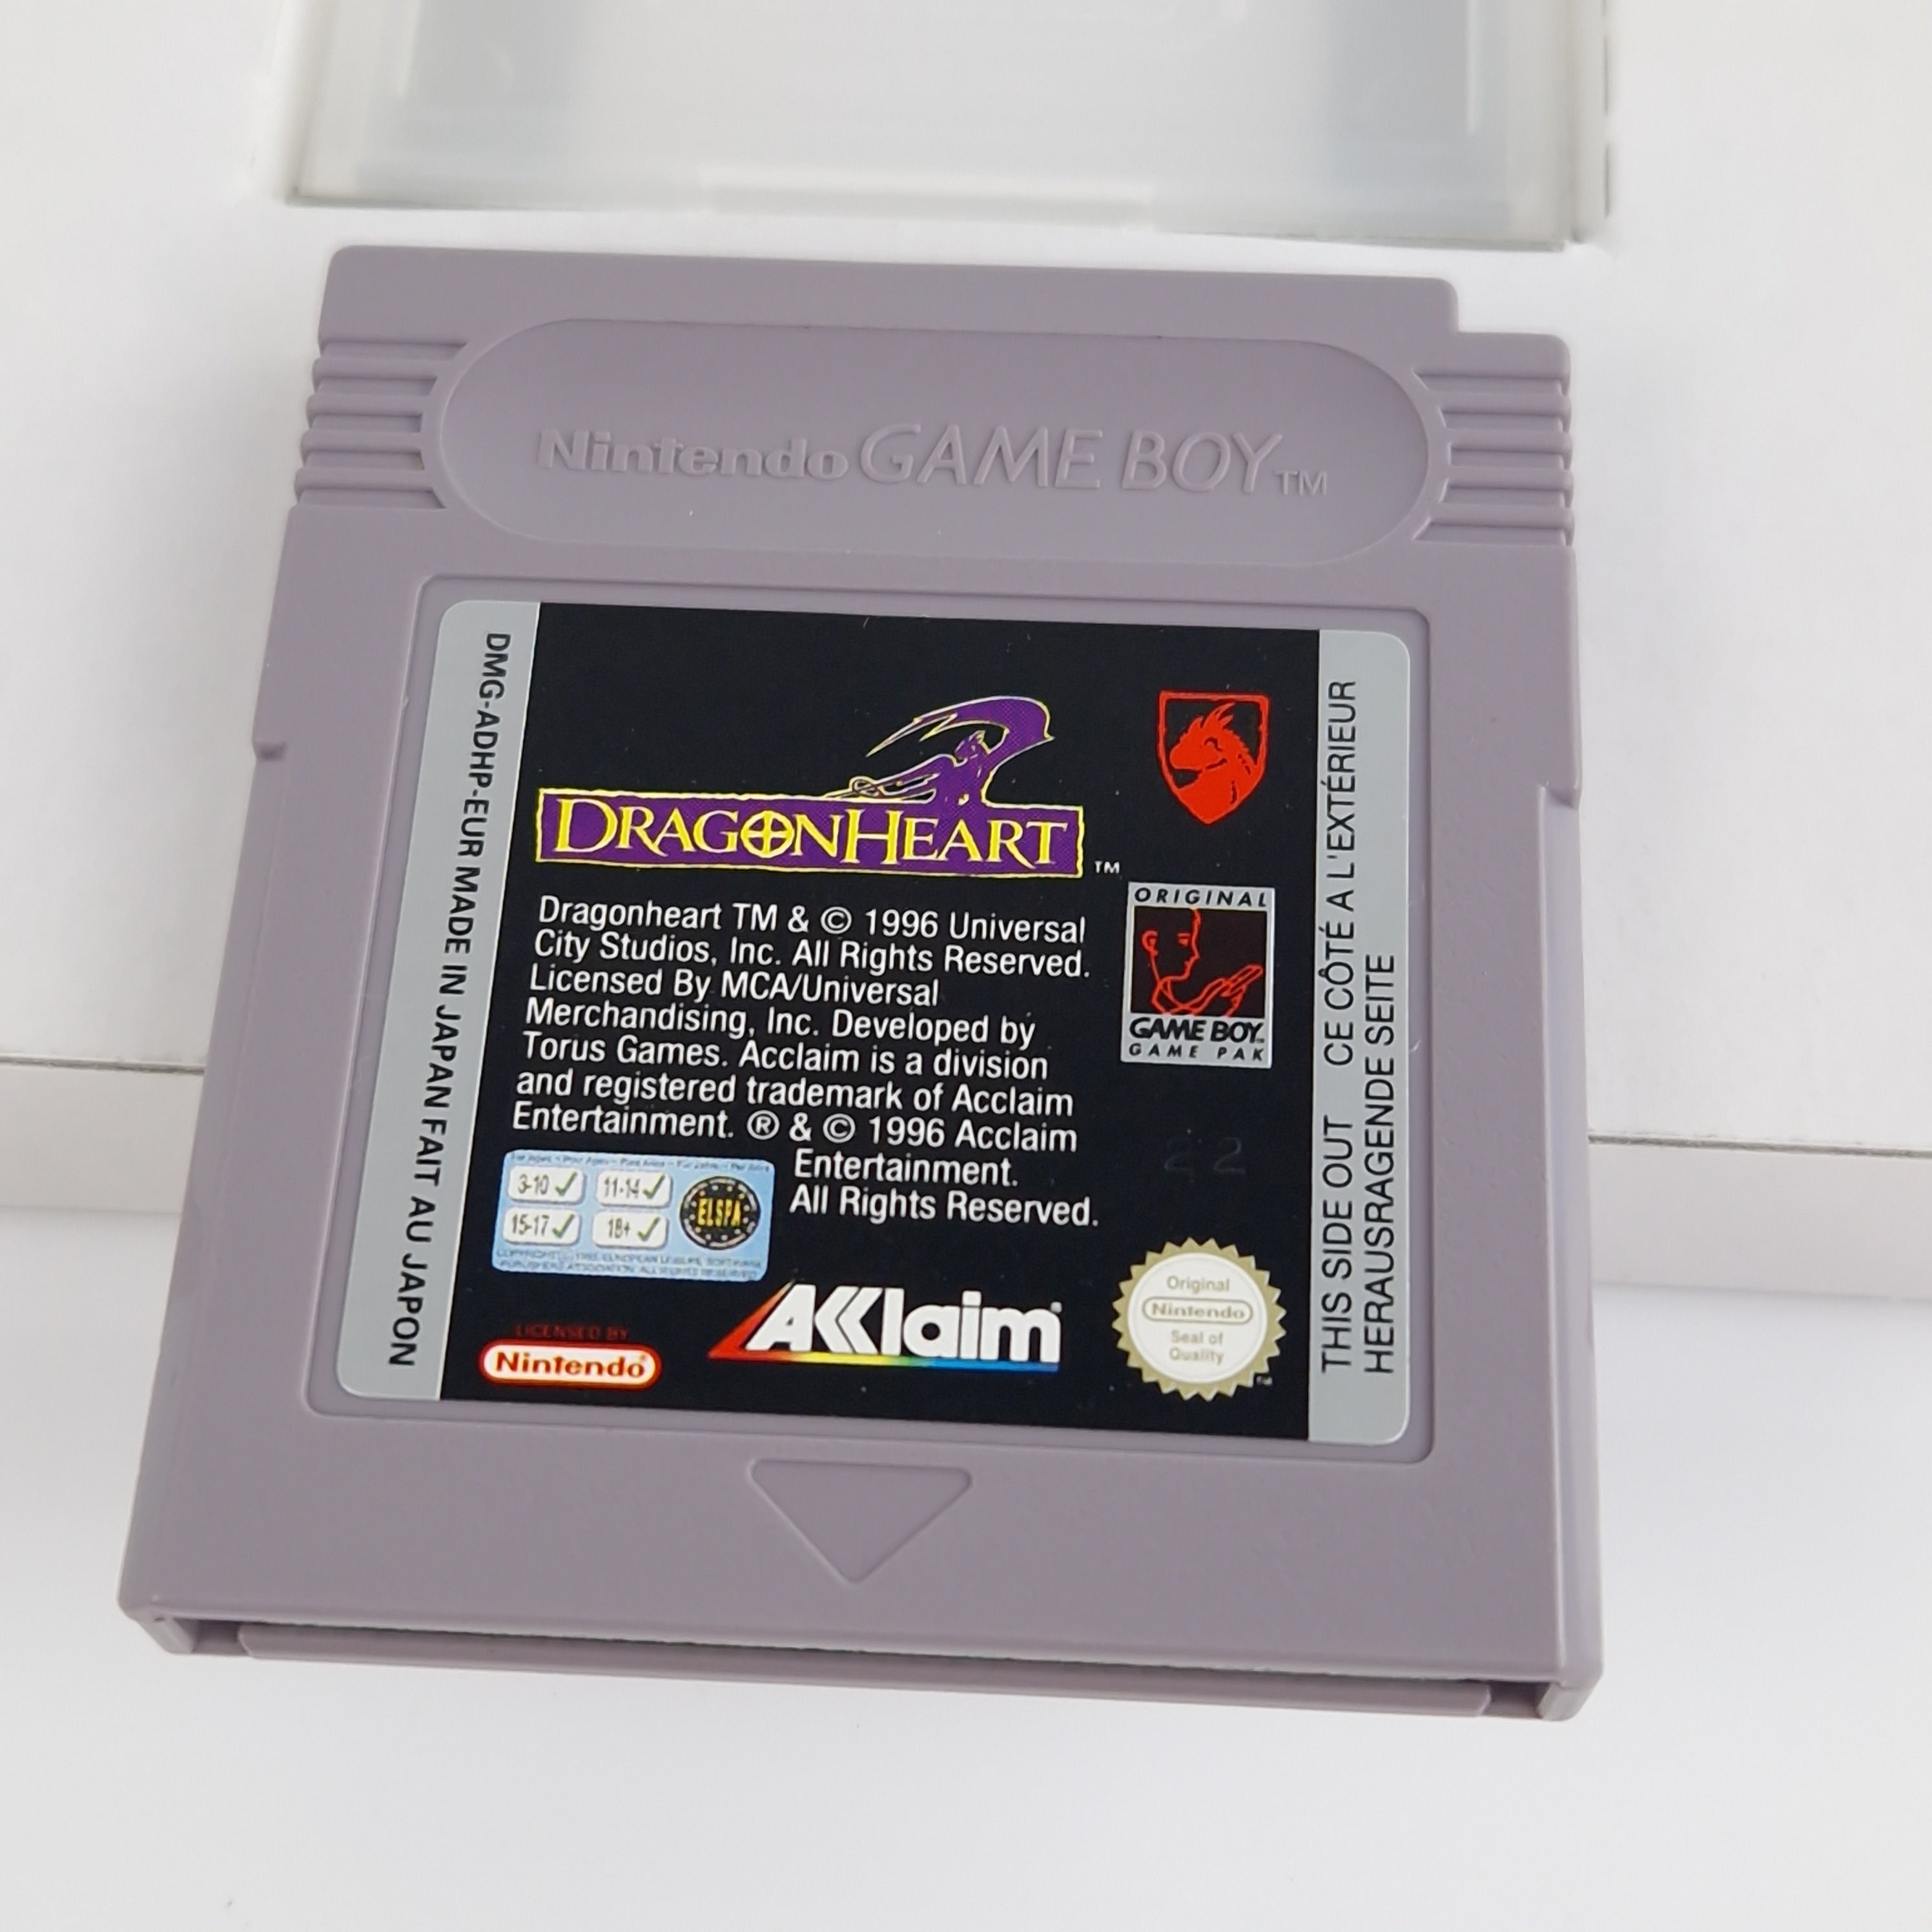 Nintendo GAME BOY TM
DMG-ADHP-EUR MADE IN JAPAN FAIT AU JAPON
DRAGONHEART TM
Dragonheart TM & © 1996 Universal
City Studios, Inc. All Rights Reserved.
Licensed By MCA/Universal
Merchandising, Inc. Developed by
Torus Games. Acclaim is a division
and registered trademark of Acclaim
Entertainment. ® & © 1996 Acclaim
Entertainment.
All Rights Reserved.
ORIGINAL
GAME BOY TM
GAME PAK
22
3-10 11-14
15-17 18+
ELSPA
LICENSED BY
Nintendo®
AKKlaim®
Original
Nintendo
Seal of
Quality
TM
THIS SIDE OUT CE CÔTÉ A L'EXTÉRIEUR
HERAUSRAGENDE SEITE